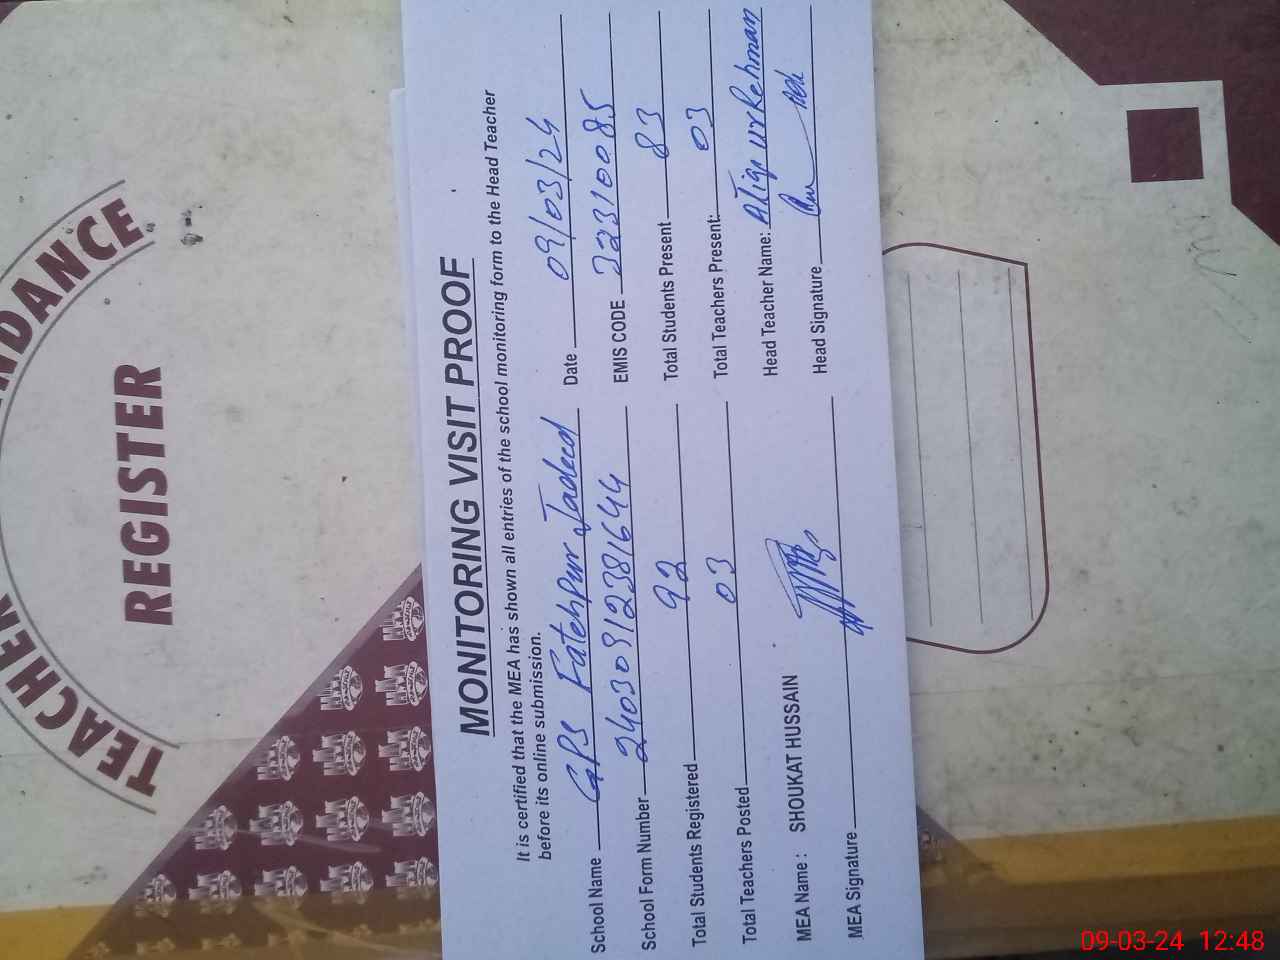 TEACHER ATTENDANCE
REGISTER
MONITORING VISIT PROOF
It is certified that the MEA has shown all entries of the school monitoring form to the Head Teacher
before its online submission.
School Name GPS Fatehpur Jadeed Date 09/03/24
School Form Number 24030912381644 EMIS CODE 32310085
Total Students Registered 92 Total Students Present 83
Total Teachers Posted 03 Total Teachers Present: 03
MEA Name : SHOUKAT HUSSAIN Head Teacher Name: Atiq ur Rehman
MEA Signature Head Signature
09-03-24 12:48